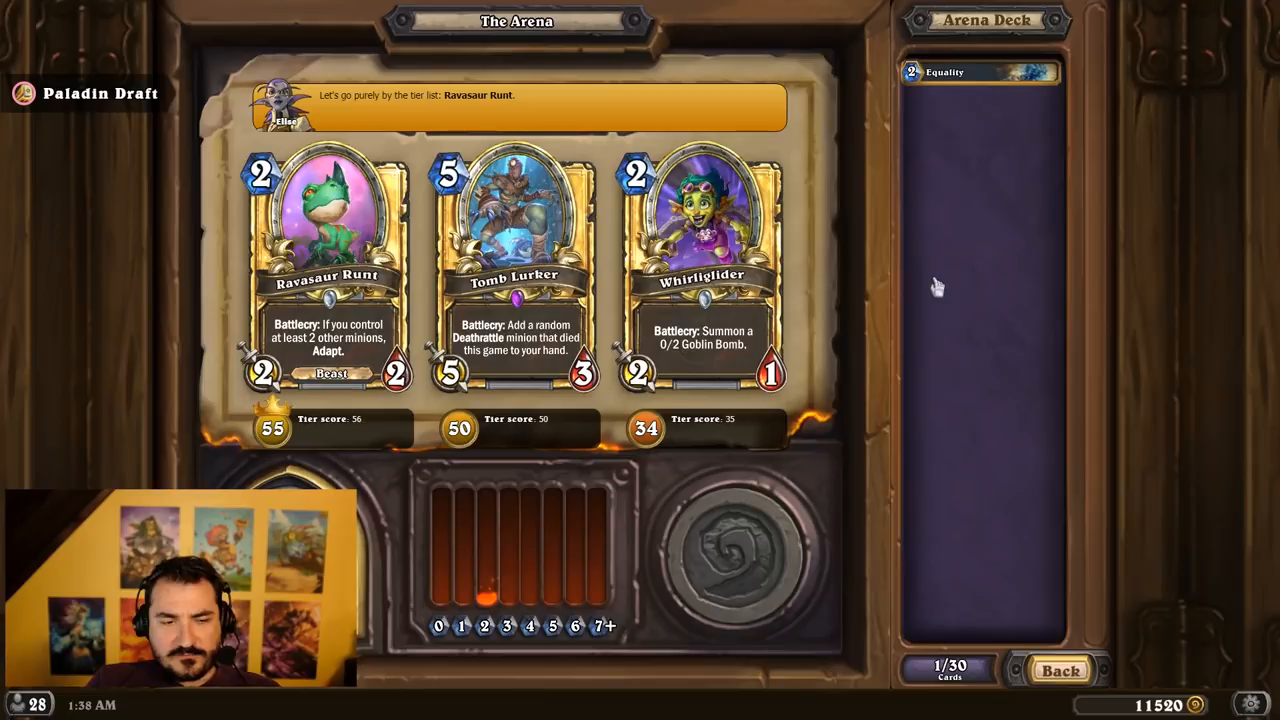 The Arena
Arena Deck
2 Equality
Paladin Draft
Let's go purely by the tier list: Ravasaur Runt.
Elise
2
Ravasaur Runt
Battlecry: If you control
at least 2 other minions,
Adapt.
Beast
2 2
5
Tomb Lurker
Battlecry: Add a random
Deathrattle minion that died
this game to your hand.
5 3
2
Whirliglider
Battlecry: Summon a
0/2 Goblin Bomb.
2 1
55 Tier score: 56
50 Tier score: 50
34 Tier score: 35
0 1 2 3 4 5 6 7+
1/30
Cards
Back
28 1:38 AM
11520